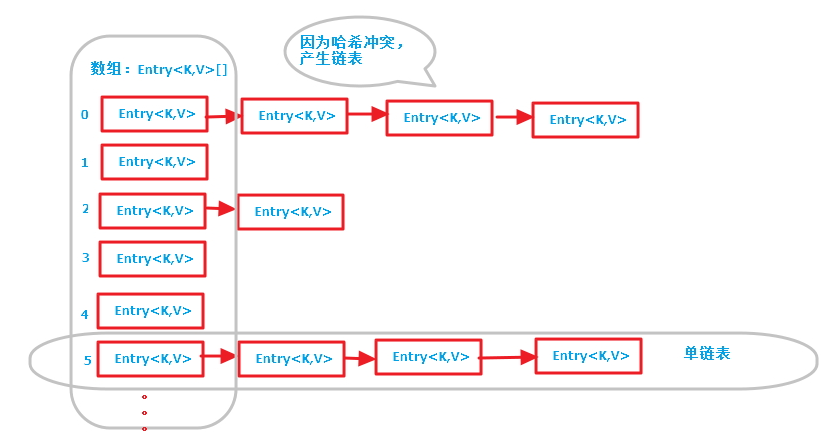 因为哈希冲突，
产生链表
数组：Entry<K,V>[]
0 Entry<K,V> Entry<K,V> Entry<K,V> Entry<K,V>
1 Entry<K,V>
2 Entry<K,V> Entry<K,V>
3 Entry<K,V>
4 Entry<K,V>
5 Entry<K,V> Entry<K,V> Entry<K,V> Entry<K,V> 单链表